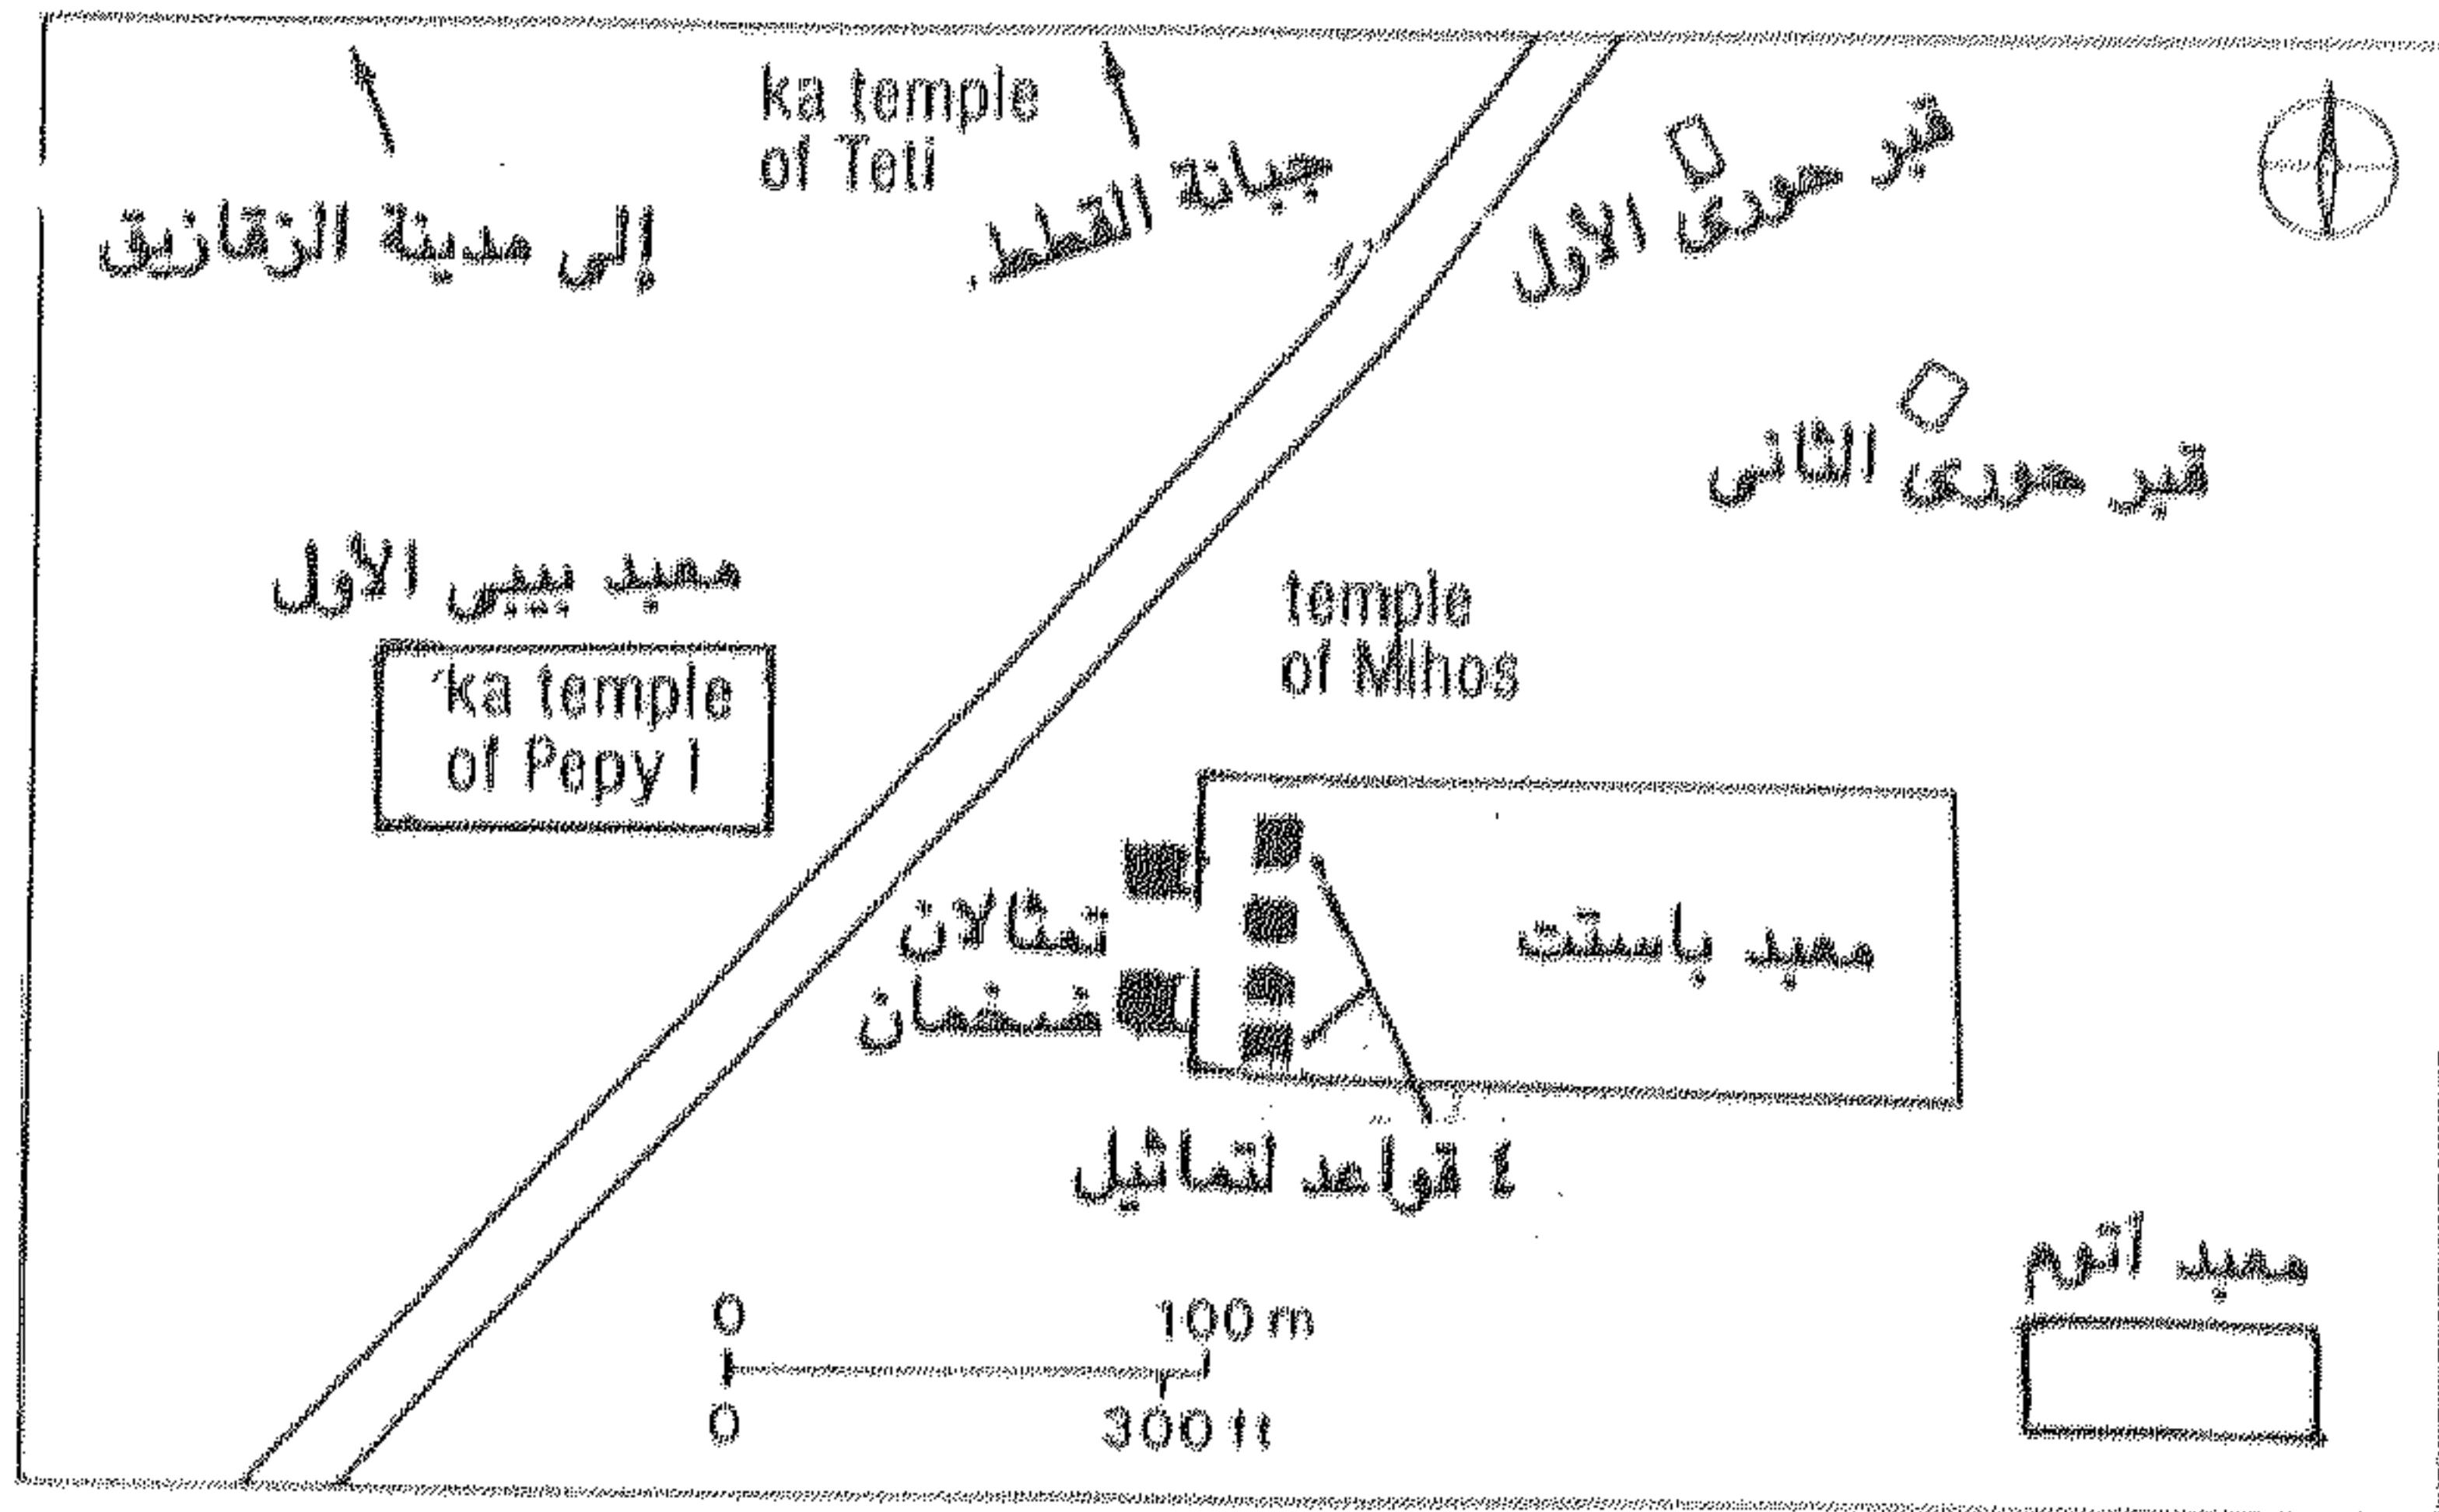 ka temple
of Teti
إلى مدينة الزقازيق
جبانة القطط
قبر حورى الاول
قبر حورى الثانى
معبد بيبى الأول
ka temple
of Pepy I
temple
of Mihos
تمثالان
ضخمان
معبد باستت
٤ قواعد لتماثيل
معبد أتوم
0 100 m
0 300 ft